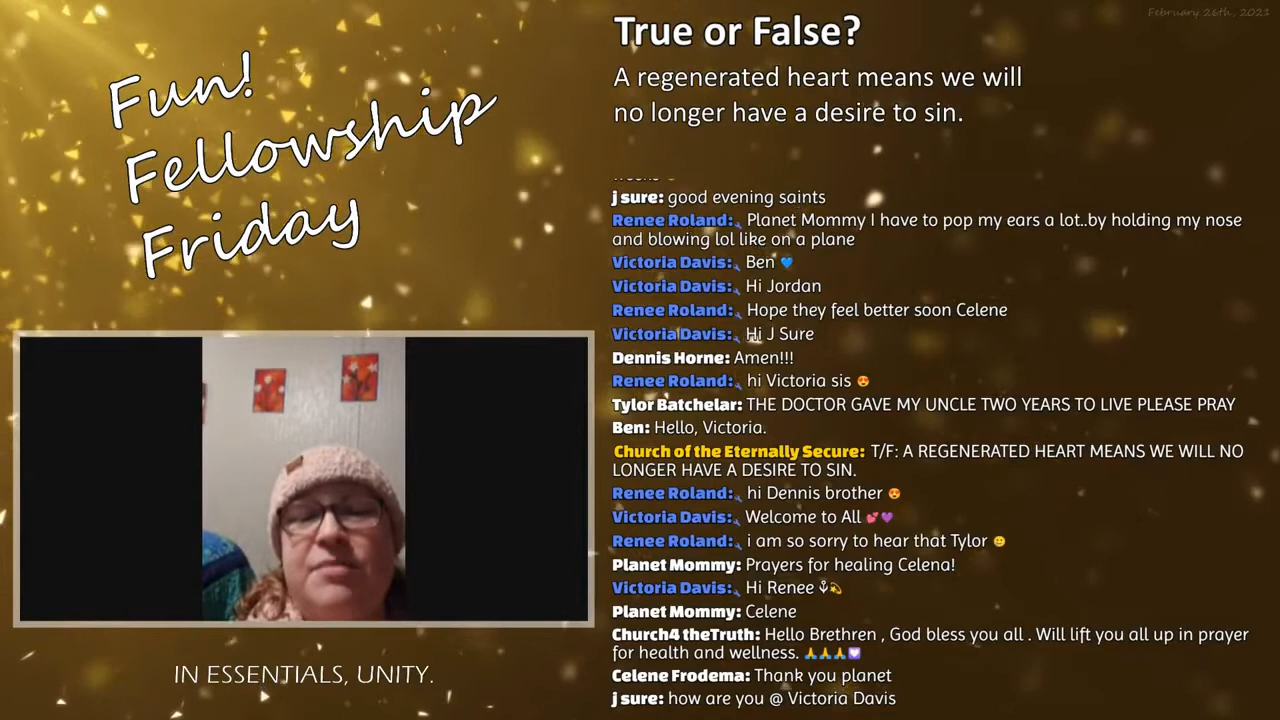 February 26th, 2021
Fun!
Fellowship
Friday
True or False?
A regenerated heart means we will
no longer have a desire to sin.
j sure: good evening saints
Renee Roland: Planet Mommy I have to pop my ears a lot..by holding my nose
and blowing lol like on a plane
Victoria Davis: Ben 💙
Victoria Davis: Hi Jordan
Renee Roland: Hope they feel better soon Celene
Victoria Davis: Hi J Sure
Dennis Horne: Amen!!!
Renee Roland: hi Victoria sis 😍
Tylor Batchelar: THE DOCTOR GAVE MY UNCLE TWO YEARS TO LIVE PLEASE PRAY
Ben: Hello, Victoria.
Church of the Eternally Secure: T/F: A REGENERATED HEART MEANS WE WILL NO
LONGER HAVE A DESIRE TO SIN.
Renee Roland: hi Dennis brother 😍
Victoria Davis: Welcome to All 💕💜
Renee Roland: i am so sorry to hear that Tylor 🙂
Planet Mommy: Prayers for healing Celena!
Victoria Davis: Hi Renee ⚓💫
Planet Mommy: Celene
Church4 theTruth: Hello Brethren , God bless you all . Will lift you all up in prayer
for health and wellness. 🙏🙏🙏💟
Celene Frodema: Thank you planet
j sure: how are you @ Victoria Davis
IN ESSENTIALS, UNITY.